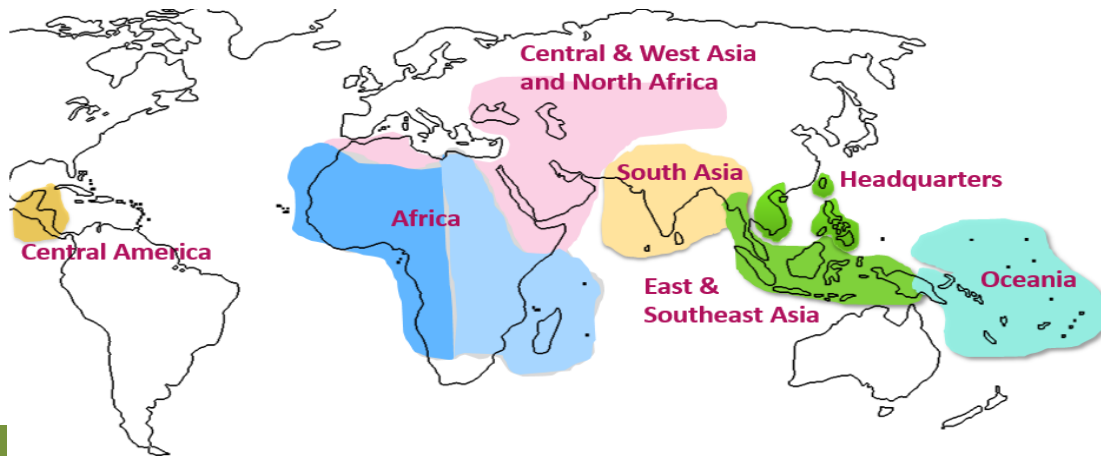 Central & West Asia
and North Africa
South Asia
Headquarters
Africa
Central America
East &
Southeast Asia
Oceania